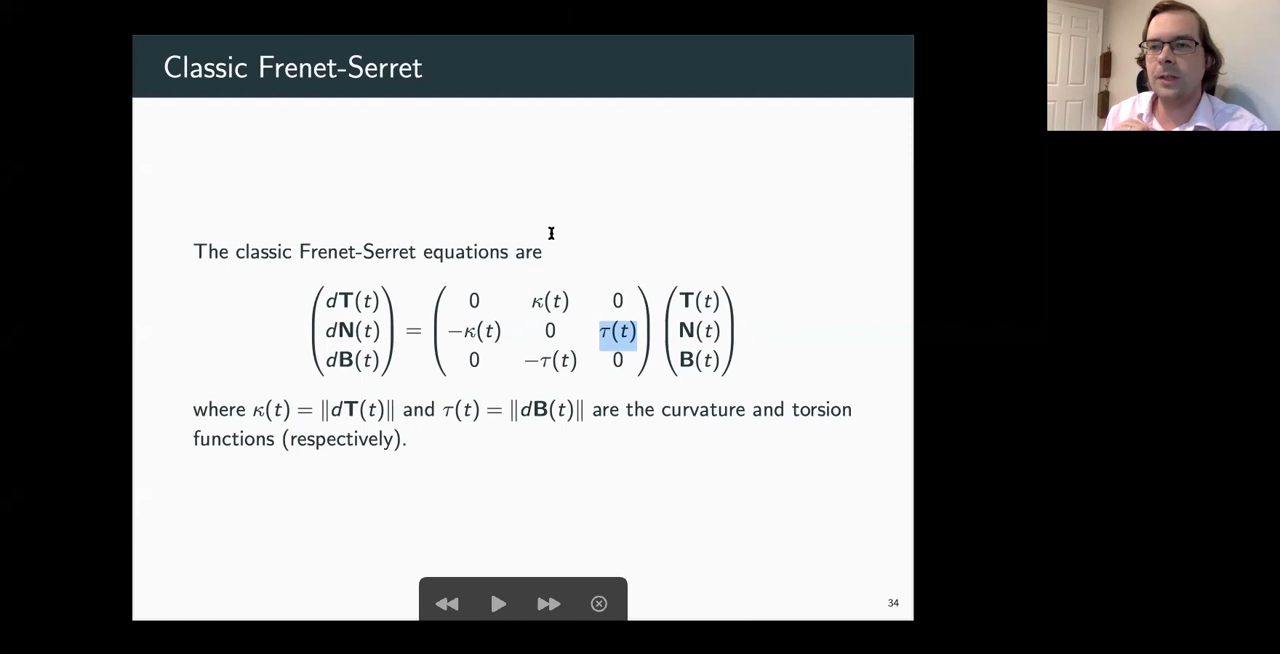 Classic Frenet-Serret
The classic Frenet-Serret equations are
dT(t) 0 κ(t) 0 T(t)
dN(t) = −κ(t) 0 τ(t) N(t)
dB(t) 0 −τ(t) 0 B(t)
where κ(t) = ‖dT(t)‖ and τ(t) = ‖dB(t)‖ are the curvature and torsion
functions (respectively).
34